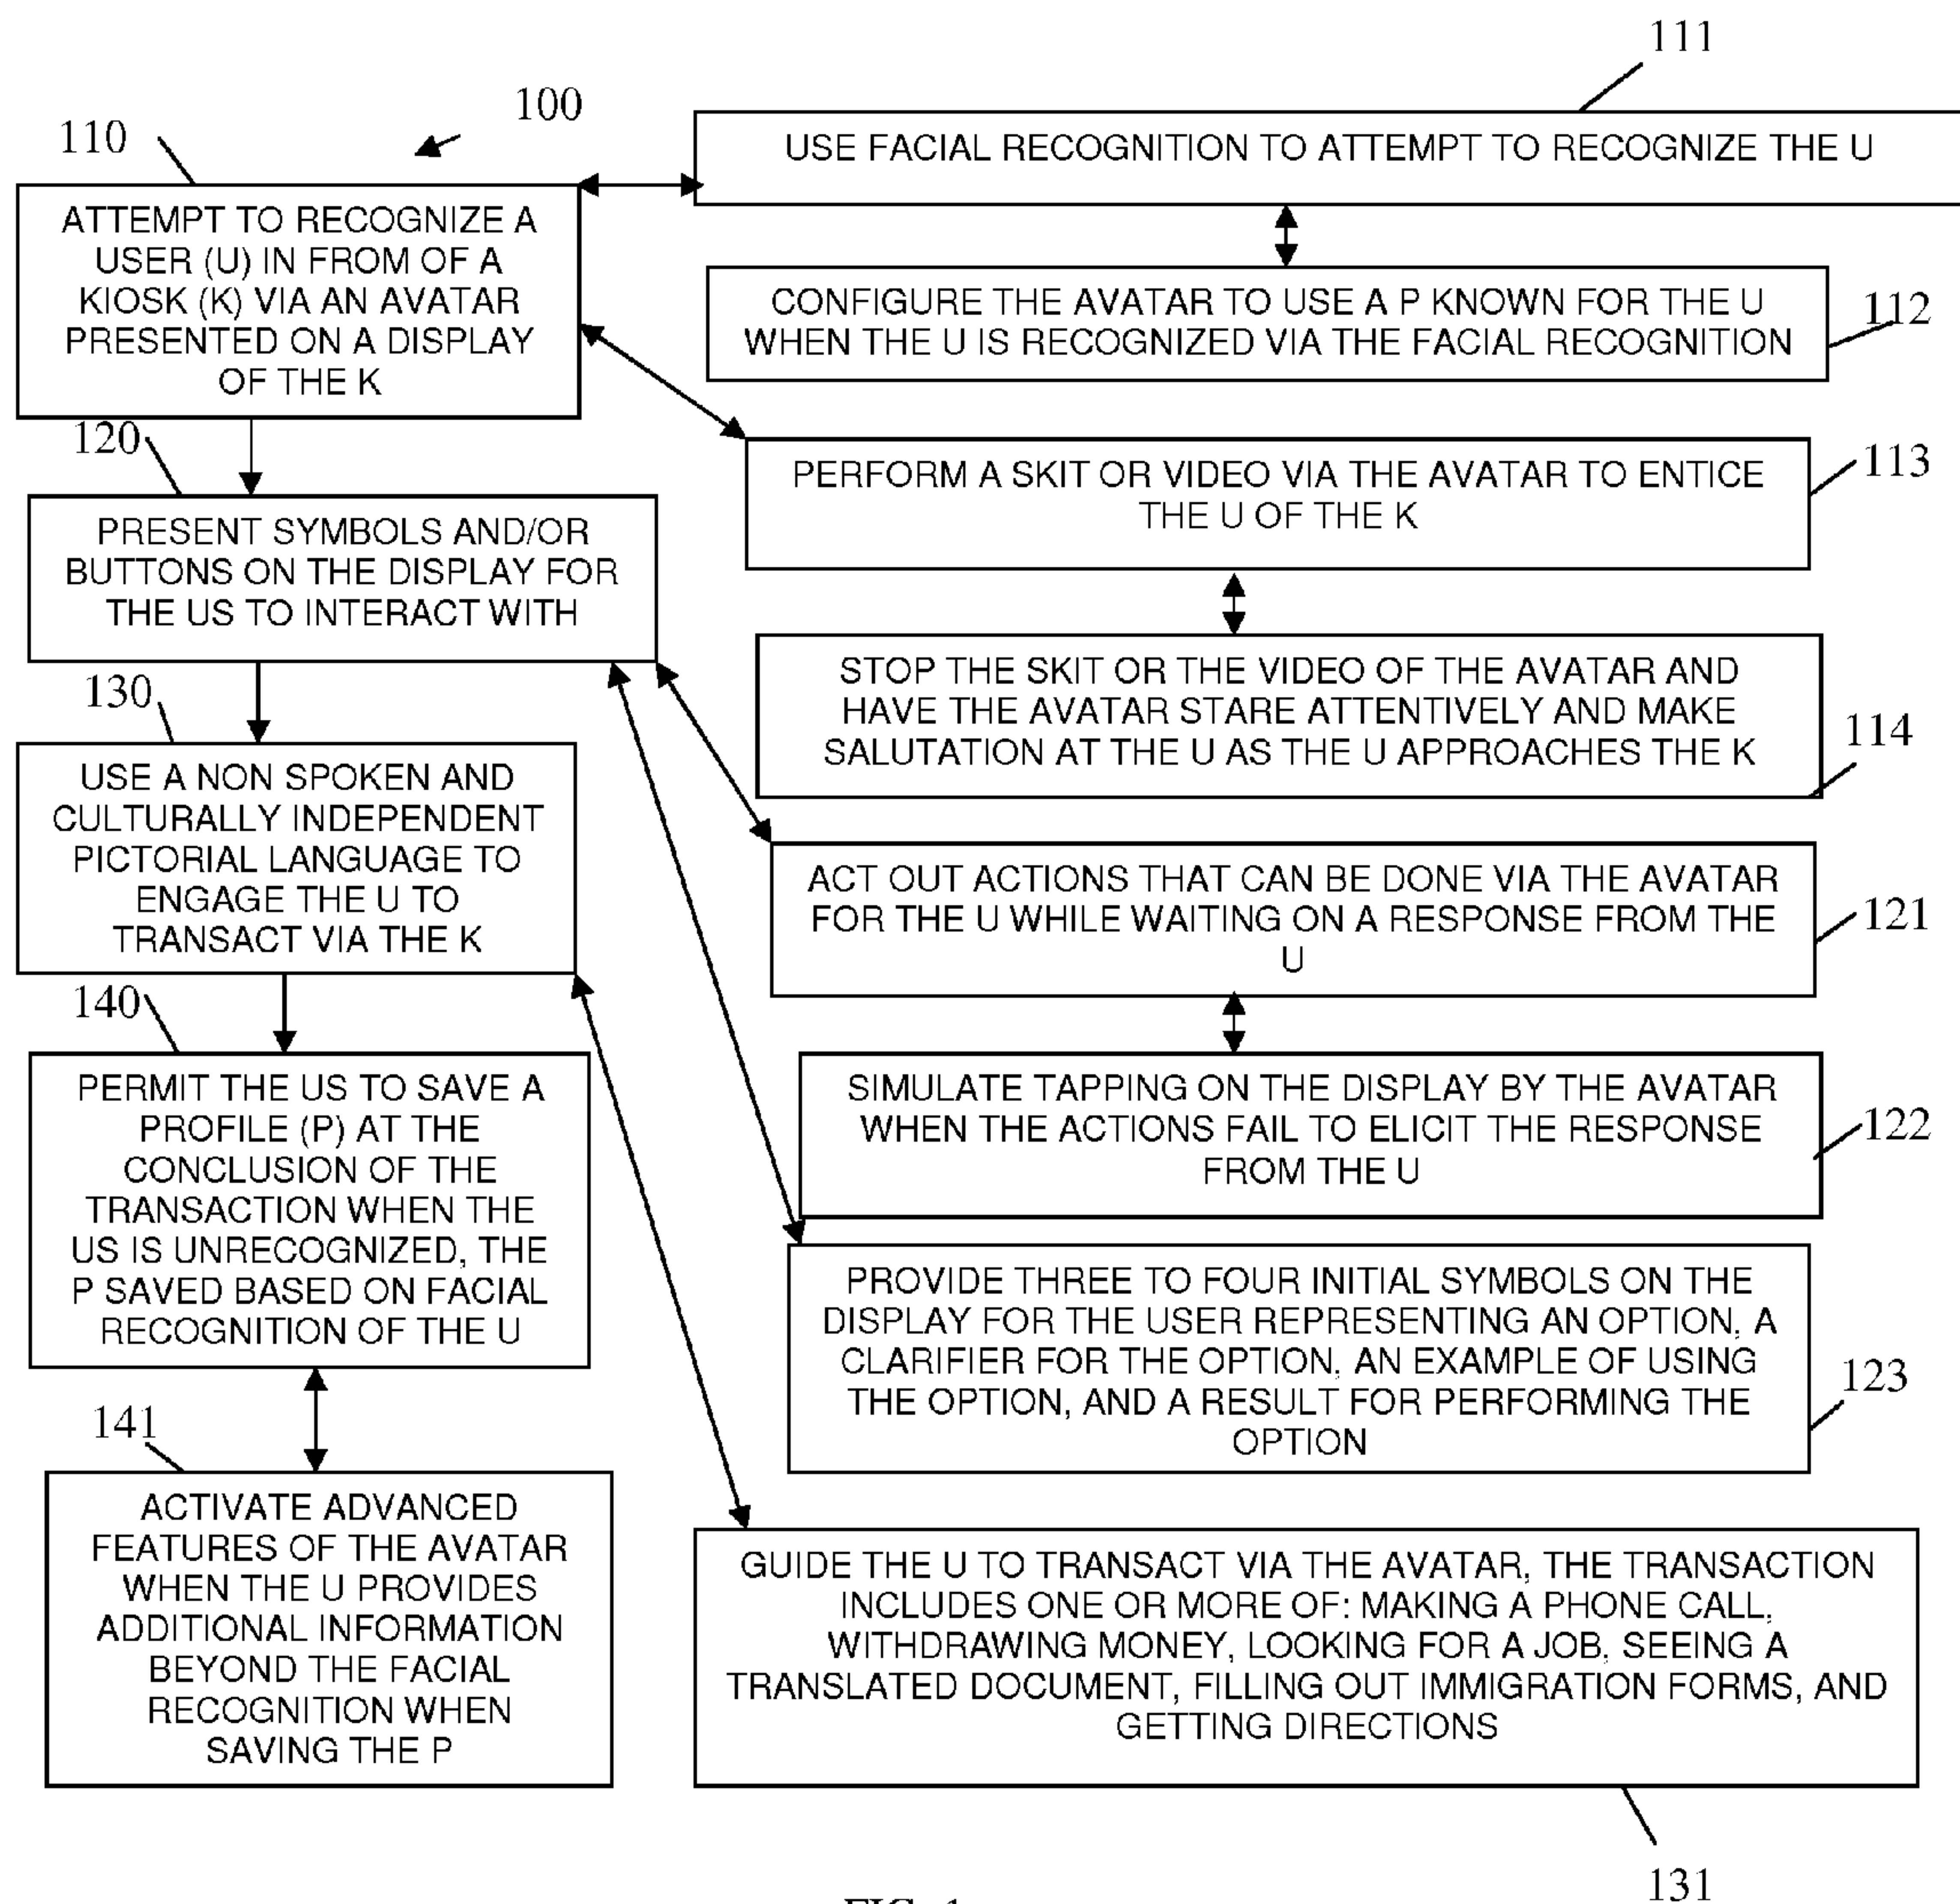 111
100
110
USE FACIAL RECOGNITION TO ATTEMPT TO RECOGNIZE THE U
ATTEMPT TO RECOGNIZE A
USER (U) IN FROM OF A
KIOSK (K) VIA AN AVATAR
PRESENTED ON A DISPLAY
OF THE K
CONFIGURE THE AVATAR TO USE A P KNOWN FOR THE U
WHEN THE U IS RECOGNIZED VIA THE FACIAL RECOGNITION
112
120
PERFORM A SKIT OR VIDEO VIA THE AVATAR TO ENTICE
THE U OF THE K
113
PRESENT SYMBOLS AND/OR
BUTTONS ON THE DISPLAY FOR
THE US TO INTERACT WITH
STOP THE SKIT OR THE VIDEO OF THE AVATAR AND
HAVE THE AVATAR STARE ATTENTIVELY AND MAKE
SALUTATION AT THE U AS THE U APPROACHES THE K
114
130
USE A NON SPOKEN AND
CULTURALLY INDEPENDENT
PICTORIAL LANGUAGE TO
ENGAGE THE U TO
TRANSACT VIA THE K
ACT OUT ACTIONS THAT CAN BE DONE VIA THE AVATAR
FOR THE U WHILE WAITING ON A RESPONSE FROM THE
U
121
140
PERMIT THE US TO SAVE A
PROFILE (P) AT THE
CONCLUSION OF THE
TRANSACTION WHEN THE
US IS UNRECOGNIZED, THE
P SAVED BASED ON FACIAL
RECOGNITION OF THE U
SIMULATE TAPPING ON THE DISPLAY BY THE AVATAR
WHEN THE ACTIONS FAIL TO ELICIT THE RESPONSE
FROM THE U
122
PROVIDE THREE TO FOUR INITIAL SYMBOLS ON THE
DISPLAY FOR THE USER REPRESENTING AN OPTION, A
CLARIFIER FOR THE OPTION, AN EXAMPLE OF USING
THE OPTION, AND A RESULT FOR PERFORMING THE
OPTION
123
141
ACTIVATE ADVANCED
FEATURES OF THE AVATAR
WHEN THE U PROVIDES
ADDITIONAL INFORMATION
BEYOND THE FACIAL
RECOGNITION WHEN
SAVING THE P
GUIDE THE U TO TRANSACT VIA THE AVATAR, THE TRANSACTION
INCLUDES ONE OR MORE OF: MAKING A PHONE CALL,
WITHDRAWING MONEY, LOOKING FOR A JOB, SEEING A
TRANSLATED DOCUMENT, FILLING OUT IMMIGRATION FORMS, AND
GETTING DIRECTIONS
131
FIG. 1